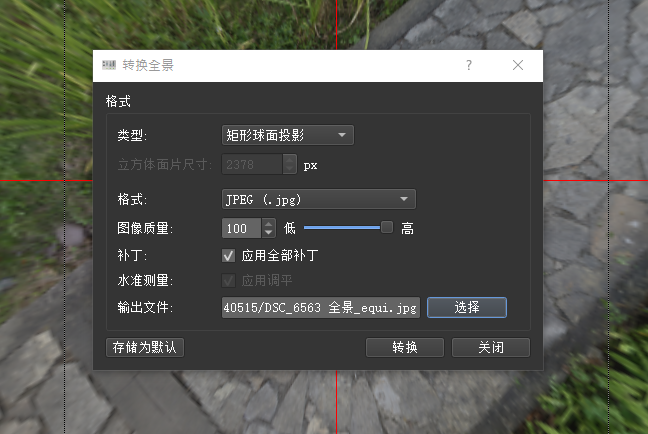 转换全景
?
格式
类型: 矩形球面投影
立方体面片尺寸: 2378 px
格式: JPEG (.jpg)
图像质量: 100 低 高
补丁: 应用全部补丁
水准测量: 应用调平
输出文件: 40515/DSC_6563 全景_equi.jpg 选择
存储为默认 转换 关闭